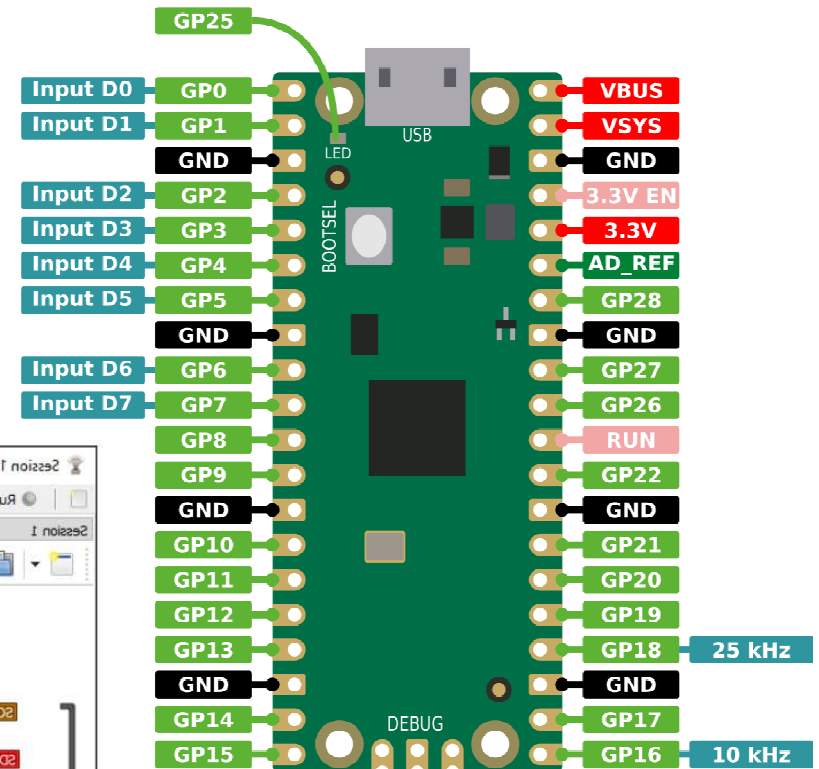 GP25
Input D0 GP0 VBUS
USB
Input D1 GP1 VSYS
LED
GND GND
Input D2 GP2 3.3V EN
BOOTSEL
Input D3 GP3 3.3V
Input D4 GP4 AD_REF
Input D5 GP5 GP28
GND GND
Input D6 GP6 GP27
Input D7 GP7 GP26
GP8 RUN
Session 1
GP9 GP22
Ru
GND GND
Session 1
GP10 GP21
GP11 GP20
GP12 GP19
GP13 GP18 25 kHz
GND GND
GP14 GP17
DEBUG
GP15 GP16 10 kHz